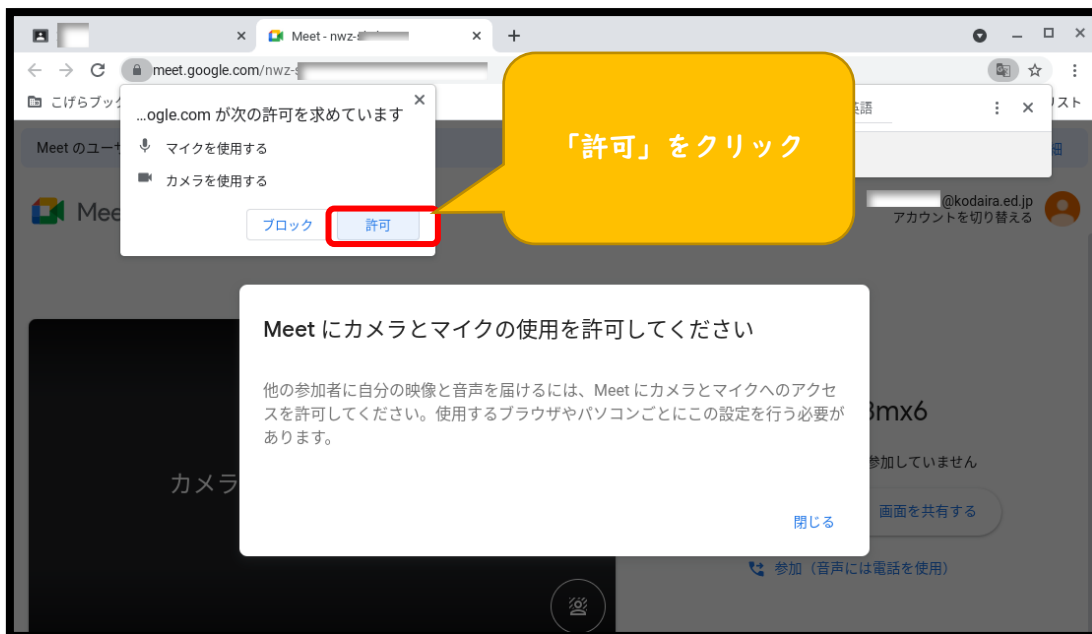 Meet - nwz-
meet.google.com/nwz-
こげらブック
英語
リスト
Meet のユー
細
...ogle.com が次の許可を求めています
マイクを使用する
カメラを使用する
ブロック
許可
「許可」をクリック
Mee
@kodaira.ed.jp
アカウントを切り替える
Meet にカメラとマイクの使用を許可してください
他の参加者に自分の映像と音声を届けるには、Meet にカメラとマイクへのアクセ
スを許可してください。使用するブラウザやパソコンごとにこの設定を行う必要が
あります。
閉じる
カメラ
3mx6
参加していません
画面を共有する
参加（音声には電話を使用）